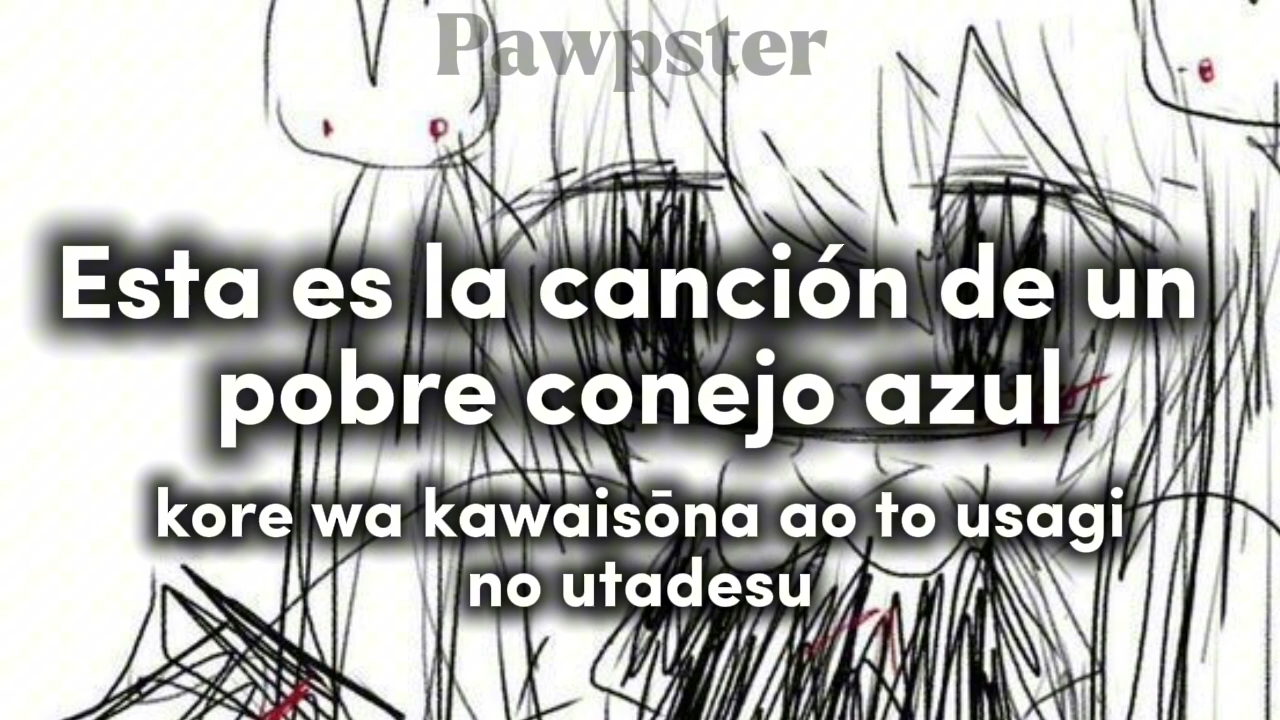 Pawpster
Esta es la canción de un
pobre conejo azul
kore wa kawaisōna ao to usagi
no utadesu